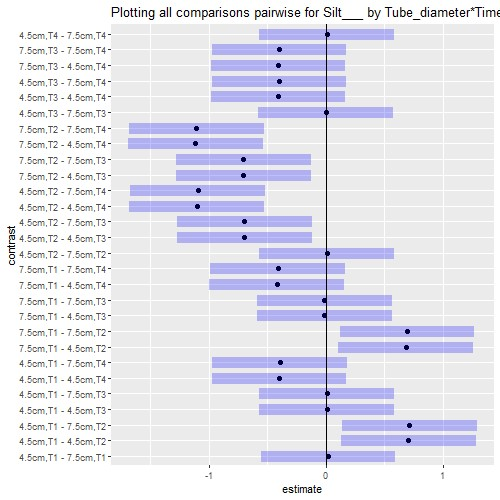 Plotting all comparisons pairwise for Silt___ by Tube_diameter*Time
4.5cm,T4 - 7.5cm,T4
7.5cm,T3 - 7.5cm,T4
7.5cm,T3 - 4.5cm,T4
4.5cm,T3 - 7.5cm,T4
4.5cm,T3 - 4.5cm,T4
4.5cm,T3 - 7.5cm,T3
7.5cm,T2 - 7.5cm,T4
7.5cm,T2 - 4.5cm,T4
7.5cm,T2 - 7.5cm,T3
7.5cm,T2 - 4.5cm,T3
4.5cm,T2 - 7.5cm,T4
4.5cm,T2 - 4.5cm,T4
4.5cm,T2 - 7.5cm,T3
4.5cm,T2 - 4.5cm,T3
4.5cm,T2 - 7.5cm,T2
7.5cm,T1 - 7.5cm,T4
7.5cm,T1 - 4.5cm,T4
7.5cm,T1 - 7.5cm,T3
7.5cm,T1 - 4.5cm,T3
7.5cm,T1 - 7.5cm,T2
7.5cm,T1 - 4.5cm,T2
4.5cm,T1 - 7.5cm,T4
4.5cm,T1 - 4.5cm,T4
4.5cm,T1 - 7.5cm,T3
4.5cm,T1 - 4.5cm,T3
4.5cm,T1 - 7.5cm,T2
4.5cm,T1 - 4.5cm,T2
4.5cm,T1 - 7.5cm,T1
contrast
-1 0 1
estimate